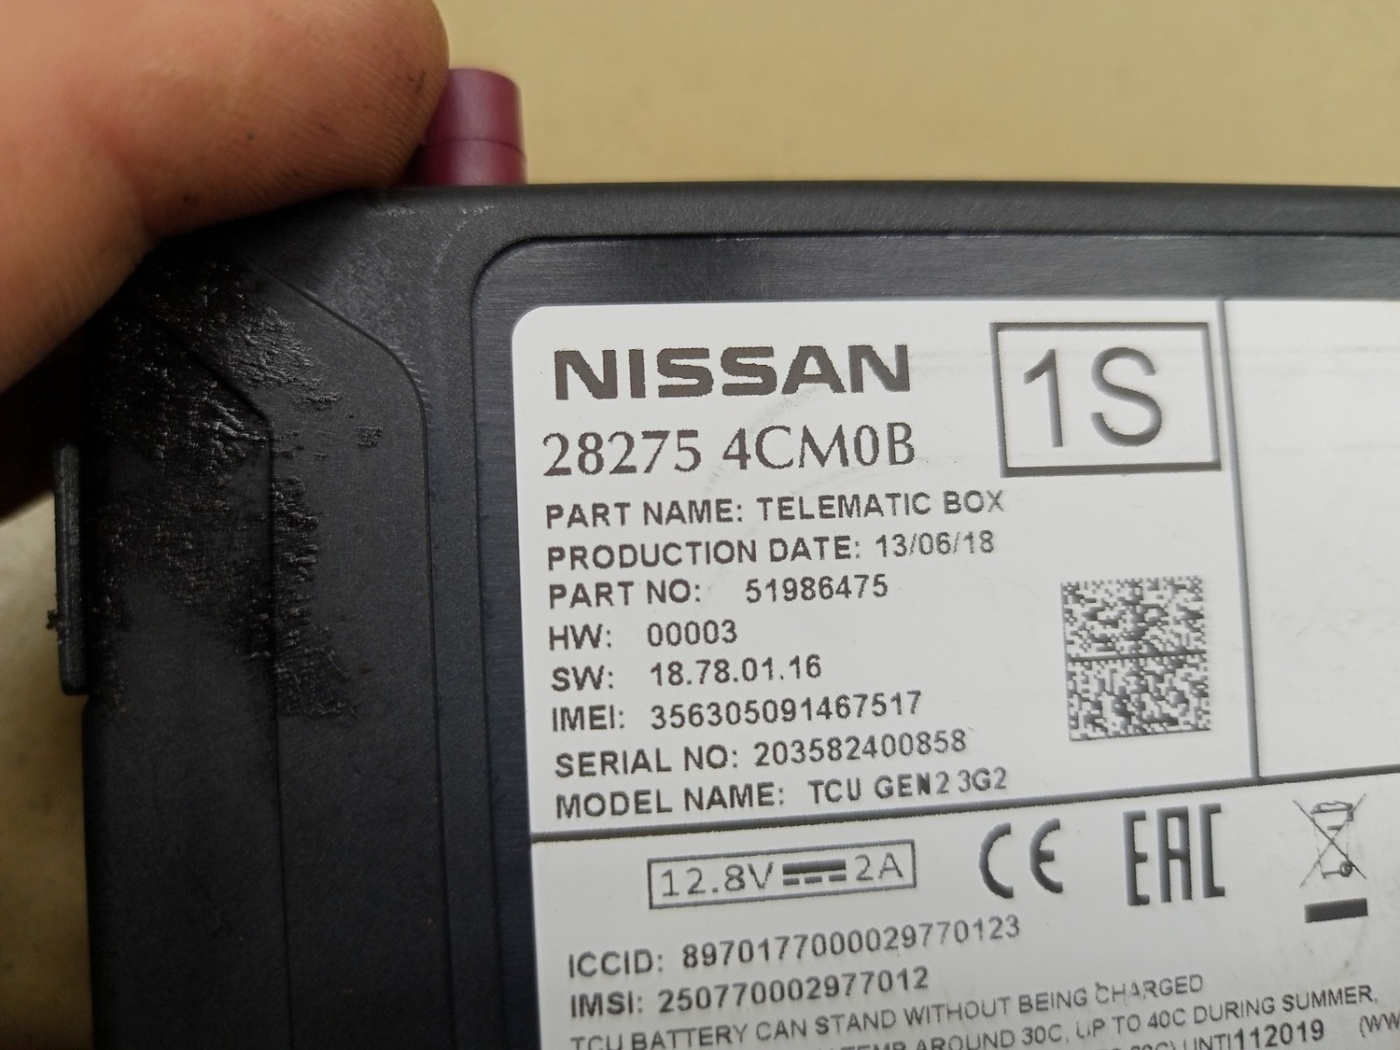 NISSAN
1S
28275 4CM0B
PART NAME: TELEMATIC BOX
PRODUCTION DATE: 13/06/18
PART NO: 51986475
HW: 00003
SW: 18.78.01.16
IMEI: 356305091467517
SERIAL NO: 203582400858
MODEL NAME: TCU GEN2 3G2
12.8V 2A
CE EAC
ICCID: 8970177000029770123
IMSI: 250770002977012
TCU BATTERY CAN STAND WITHOUT BEING CHARGED
AROUND 30C, UP TO 40C DURING SUMMER,
UNTI112019